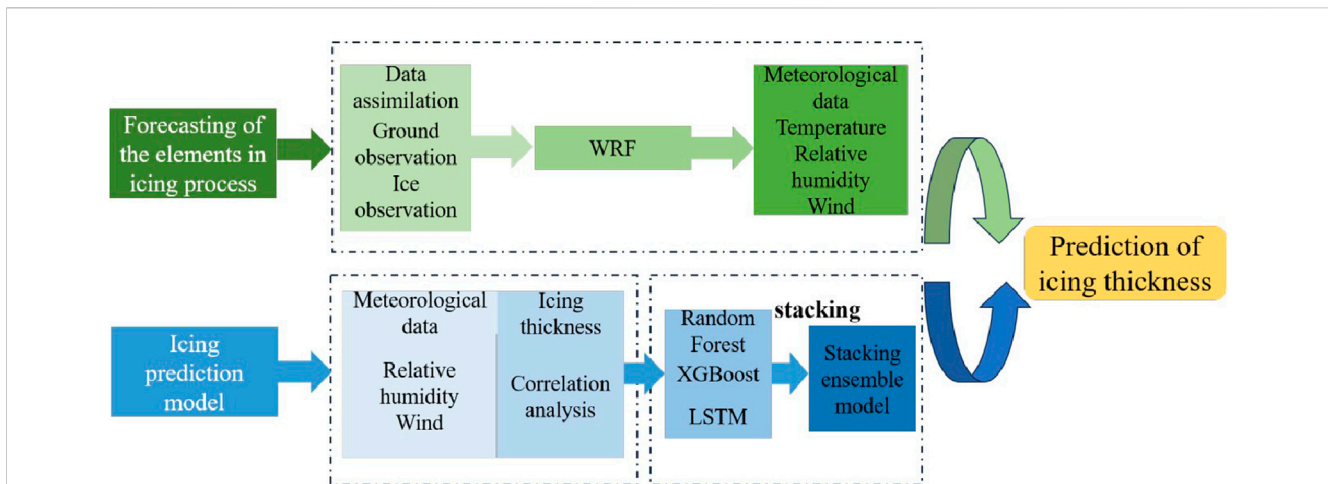 Forecasting of
the elements in
icing process
Data
assimilation
Ground
observation
Ice
observation
WRF
Meteorological
data
Temperature
Relative
humidity
Wind
Prediction of
icing thickness
Icing
prediction
model
Meteorological
data
Relative
humidity
Wind
Icing
thickness
Correlation
analysis
stacking
Random
Forest
XGBoost
LSTM
Stacking
ensemble
model